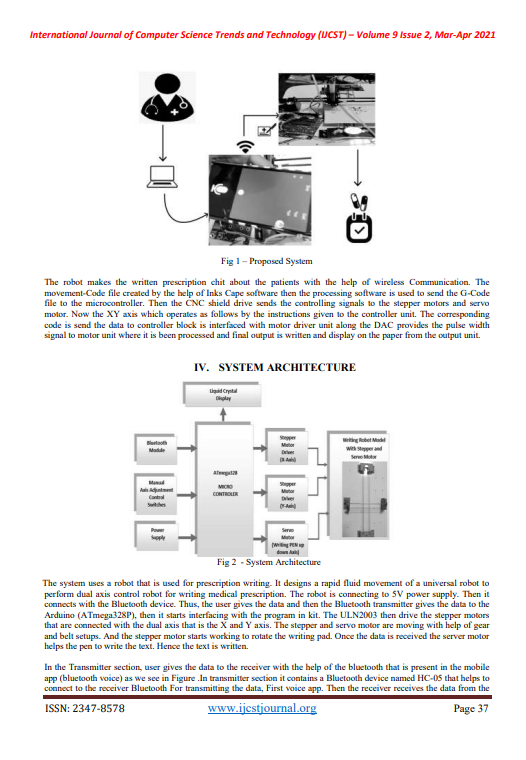 International Journal of Computer Science Trends and Technology (IJCST) – Volume 9 Issue 2, Mar-Apr 2021
Fig 1 – Proposed System
The robot makes the written prescription chit about the patients with the help of wireless Communication. The
movement-Code file created by the help of Inks Cape software then the processing software is used to send the G-Code
file to the microcontroller. Then the CNC shield drive sends the controlling signals to the stepper motors and servo
motor. Now the XY axis which operates as follows by the instructions given to the controller unit. The corresponding
code is send the data to controller block is interfaced with motor driver unit along the DAC provides the pulse width
signal to motor unit where it is been processed and final output is written and display on the paper from the output unit.
IV. SYSTEM ARCHITECTURE
Liquid Crystal
Display
Bluetooth
Module
Manual
Axis Adjustment
Control
Switches
Power
Supply
ATmega328
MICRO
CONTROLER
Stepper
Motor
Driver
(X-Axis)
Stepper
Motor
Driver
(Y-Axis)
Servo
Motor
(Writing PEN up
down Axis)
Writing Robot Model
With Stepper and
Servo Motor
Fig 2 - System Architecture
The system uses a robot that is used for prescription writing. It designs a rapid fluid movement of a universal robot to
perform dual axis control robot for writing medical prescription. The robot is connecting to 5V power supply. Then it
connects with the Bluetooth device. Thus, the user gives the data and then the Bluetooth transmitter gives the data to the
Arduino (ATmega328P), then it starts interfacing with the program in kit. The ULN2003 then drive the stepper motors
that are connected with the dual axis that is the X and Y axis. The stepper and servo motor are moving with help of gear
and belt setups. And the stepper motor starts working to rotate the writing pad. Once the data is received the server motor
helps the pen to write the text. Hence the text is written.
In the Transmitter section, user gives the data to the receiver with the help of the bluetooth that is present in the mobile
app (bluetooth voice) as we see in Figure .In transmitter section it contains a Bluetooth device named HC-05 that helps to
connect to the receiver Bluetooth For transmitting the data, First voice app. Then the receiver receives the data from the
ISSN: 2347-8578 www.ijcstjournal.org Page 37